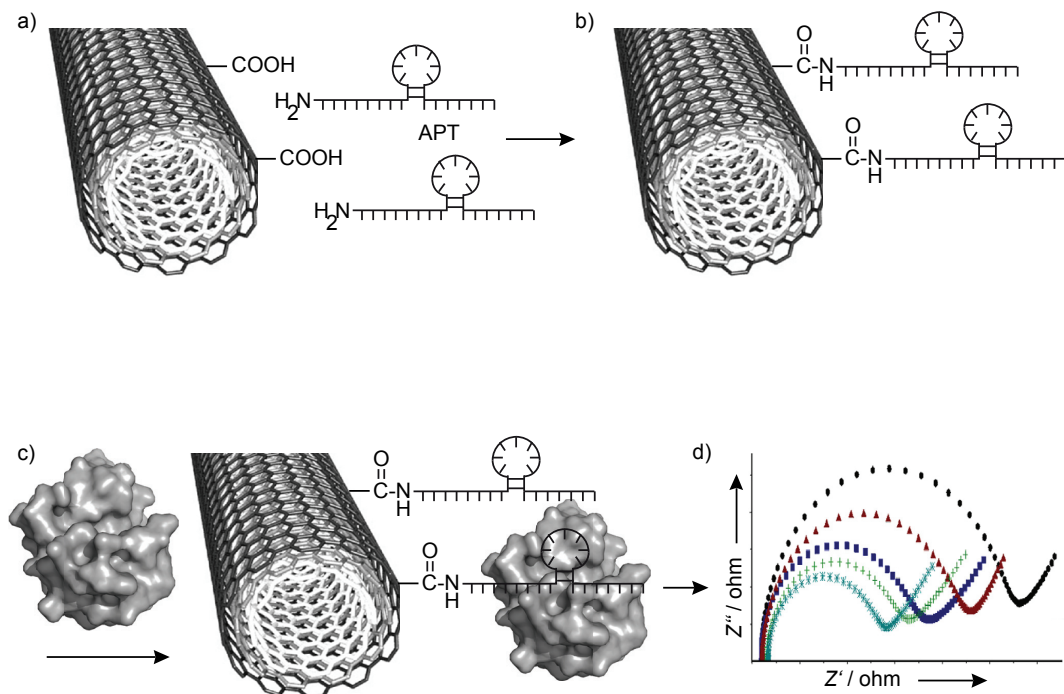 a)
COOH
H2N
APT
COOH
H2N
b)
O
C N
H
O
C N
H
c)
O
C N
H
O
C N
H
d)
Z“ / ohm
Z‘ / ohm